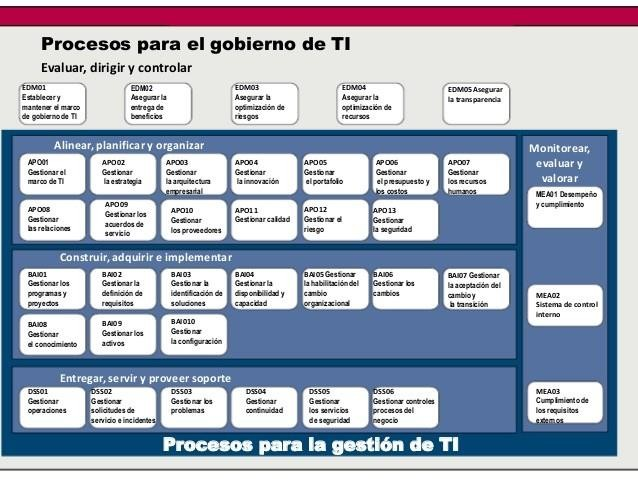 Procesos para el gobierno de TI
Evaluar, dirigir y controlar
EDM01
Establecer y
mantener el marco
de gobierno de TI
EDM02
Asegurar la
entrega de
beneficios
EDM03
Asegurar la
optimización de
riesgos
EDM04
Asegurar la
optimización de
recursos
EDM05 Asegurar
la transparencia
Alinear, planificar y organizar
APO01
Gestionar el
marco de TI
APO02
Gestionar
la estrategia
APO03
Gestionar
la arquitectura
empresarial
APO04
Gestionar
la innovación
APO05
Gestionar
el portafolio
APO06
Gestionar
el presupuesto y
los costos
APO07
Gestionar
los recursos
humanos
APO08
Gestionar
las relaciones
APO09
Gestionar los
acuerdos de
servicio
APO10
Gestionar
los proveedores
APO11
Gestionar calidad
APO12
Gestionar el
riesgo
APO13
Gestionar
la seguridad
Construir, adquirir e implementar
BAI01
Gestionar los
programas y
proyectos
BAI02
Gestionar la
definición de
requisitos
BAI03
Gestionar la
identificación de
soluciones
BAI04
Gestionar la
disponibilidad y
capacidad
BAI05 Gestionar
la habilitación del
cambio
organizacional
BAI06
Gestionar los
cambios
BAI07 Gestionar
la aceptación del
cambio y
la transición
BAI08
Gestionar
el conocimiento
BAI09
Gestionar los
activos
BAI010
Gestionar
la configuración
Entregar, servir y proveer soporte
DSS01
Gestionar
operaciones
DSS02
Gestionar
solicitudes de
servicio e incidentes
DSS03
Gestionar los
problemas
DSS04
Gestionar
continuidad
DSS05
Gestionar
los servicios
de seguridad
DSS06
Gestionar controles
procesos del
negocio
Monitorear,
evaluar y
valorar
MEA01 Desempeño
y cumplimiento
MEA02
Sistema de control
interno
MEA03
Cumplimiento de
los requisitos
externos
Procesos para la gestión de TI